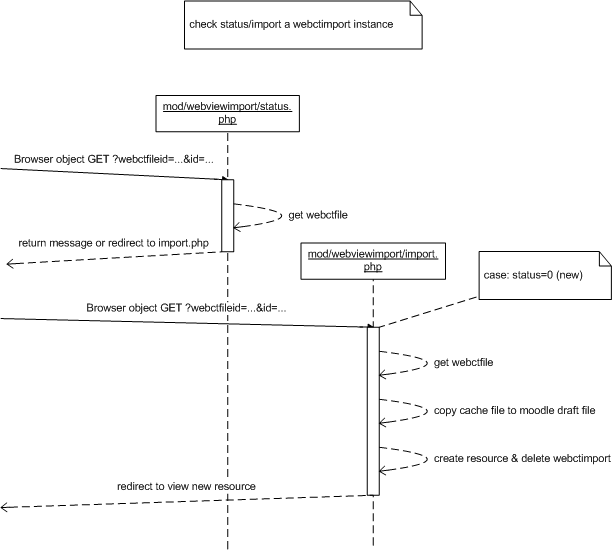 check status/import a webctimport instance
mod/webviewimport/status.
php
Browser object GET ?webctfileid=...&id=...
get webctfile
return message or redirect to import.php
mod/webviewimport/import.
php
case: status=0 (new)
Browser object GET ?webctfileid=...&id=...
get webctfile
copy cache file to moodle draft file
create resource & delete webctimport
redirect to view new resource